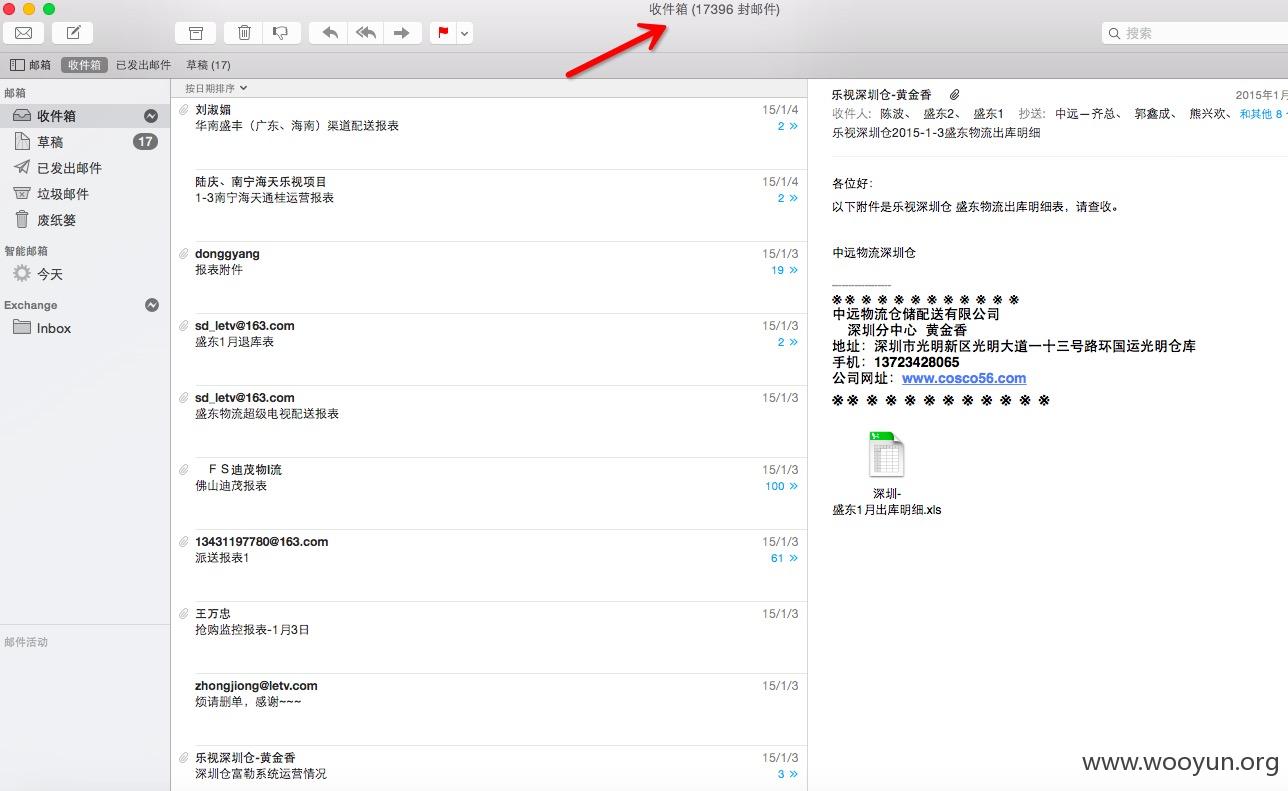 收件箱 (17396 封邮件)
搜索
邮箱 收件箱 已发出邮件 草稿 (17)
邮箱
收件箱
草稿 17
已发出邮件
垃圾邮件
废纸篓
智能邮箱
今天
Exchange
Inbox
邮件活动
按日期排序
刘淑媚 15/1/4
华南盛丰（广东、海南）渠道配送报表 2 »
陆庆、南宁海天乐视项目 15/1/4
1-3南宁海天通桂运营报表 2 »
donggyang 15/1/3
报表附件 19 »
sd_letv@163.com 15/1/3
盛东1月退库表 2 »
sd_letv@163.com 15/1/3
盛东物流超级电视配送报表
ＦＳ迪茂物l流 15/1/3
佛山迪茂报表 100 »
13431197780@163.com 15/1/3
派送报表1 61 »
王万忠 15/1/3
抢购监控报表-1月3日
zhongjiong@letv.com 15/1/3
烦请删单，感谢~~~
乐视深圳仓-黄金香 15/1/3
深圳仓富勒系统运营情况 3 »
乐视深圳仓-黄金香 2015年1月
收件人: 陈波、 盛东2、 盛东1 抄送: 中远－齐总、 郭鑫成、 熊兴欢、 和其他 8
乐视深圳仓2015-1-3盛东物流出库明细
各位好:
以下附件是乐视深圳仓 盛东物流出库明细表，请查收。
中远物流深圳仓
--------------------
※※ ※ ※ ※ ※ ※ ※ ※ ※ ※ ※
中远物流仓储配送有限公司
深圳分中心 黄金香
地址：深圳市光明新区光明大道一十三号路环国运光明仓库
手机：13723428065
公司网址：www.cosco56.com
※※ ※ ※ ※ ※ ※ ※ ※ ※ ※ ※
深圳-
盛东1月出库明细.xls
www.wooyun.org